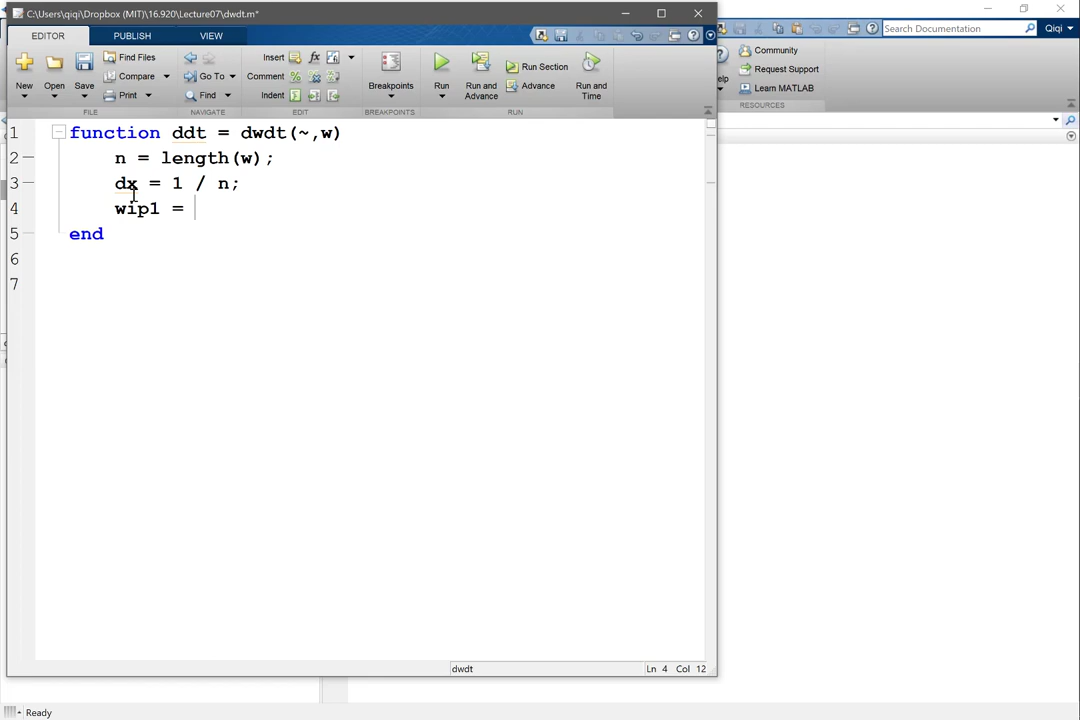 C:\Users\qiqi\Dropbox (MIT)\16.920\Lecture07\dwdt.m*
EDITOR PUBLISH VIEW
Search Documentation Qiqi
New Open Save
Find Files
Compare
Print
Insert
Comment
Indent
Go To
Find
Breakpoints
Run
Run and Advance
Run Section
Advance
Run and Time
Community
Request Support
Learn MATLAB
FILE NAVIGATE EDIT BREAKPOINTS RUN RESOURCES
1 function ddt = dwdt(~,w)
2 n = length(w);
3 dx = 1 / n;
4 wip1 =
5 end
6
7
dwdt Ln 4 Col 12
Ready